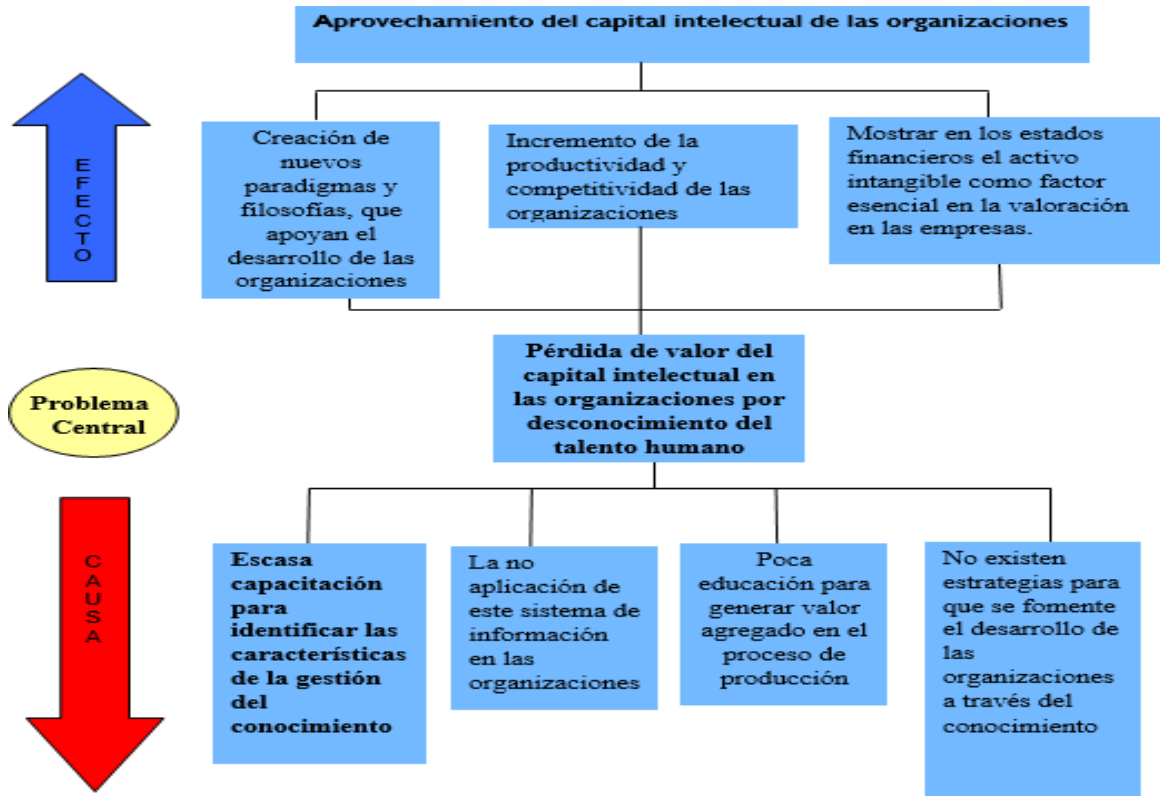 Aprovechamiento del capital intelectual de las organizaciones
EFECTO
Creación de
nuevos
paradigmas y
filosofías, que
apoyan el
desarrollo de las
organizaciones
Incremento de la
productividad y
competitividad de las
organizaciones
Mostrar en los estados
financieros el activo
intangible como factor
esencial en la valoración
en las empresas.
Problema
Central
Pérdida de valor del
capital intelectual en
las organizaciones por
desconocimiento del
talento humano
CAUSA
Escasa
capacitación
para
identificar las
características
de la gestión
del
conocimiento
La no
aplicación de
este sistema de
información
en las
organizaciones
Poca
educación para
generar valor
agregado en el
proceso de
producción
No existen
estrategias para
que se fomente
el desarrollo de
las
organizaciones
a través del
conocimiento